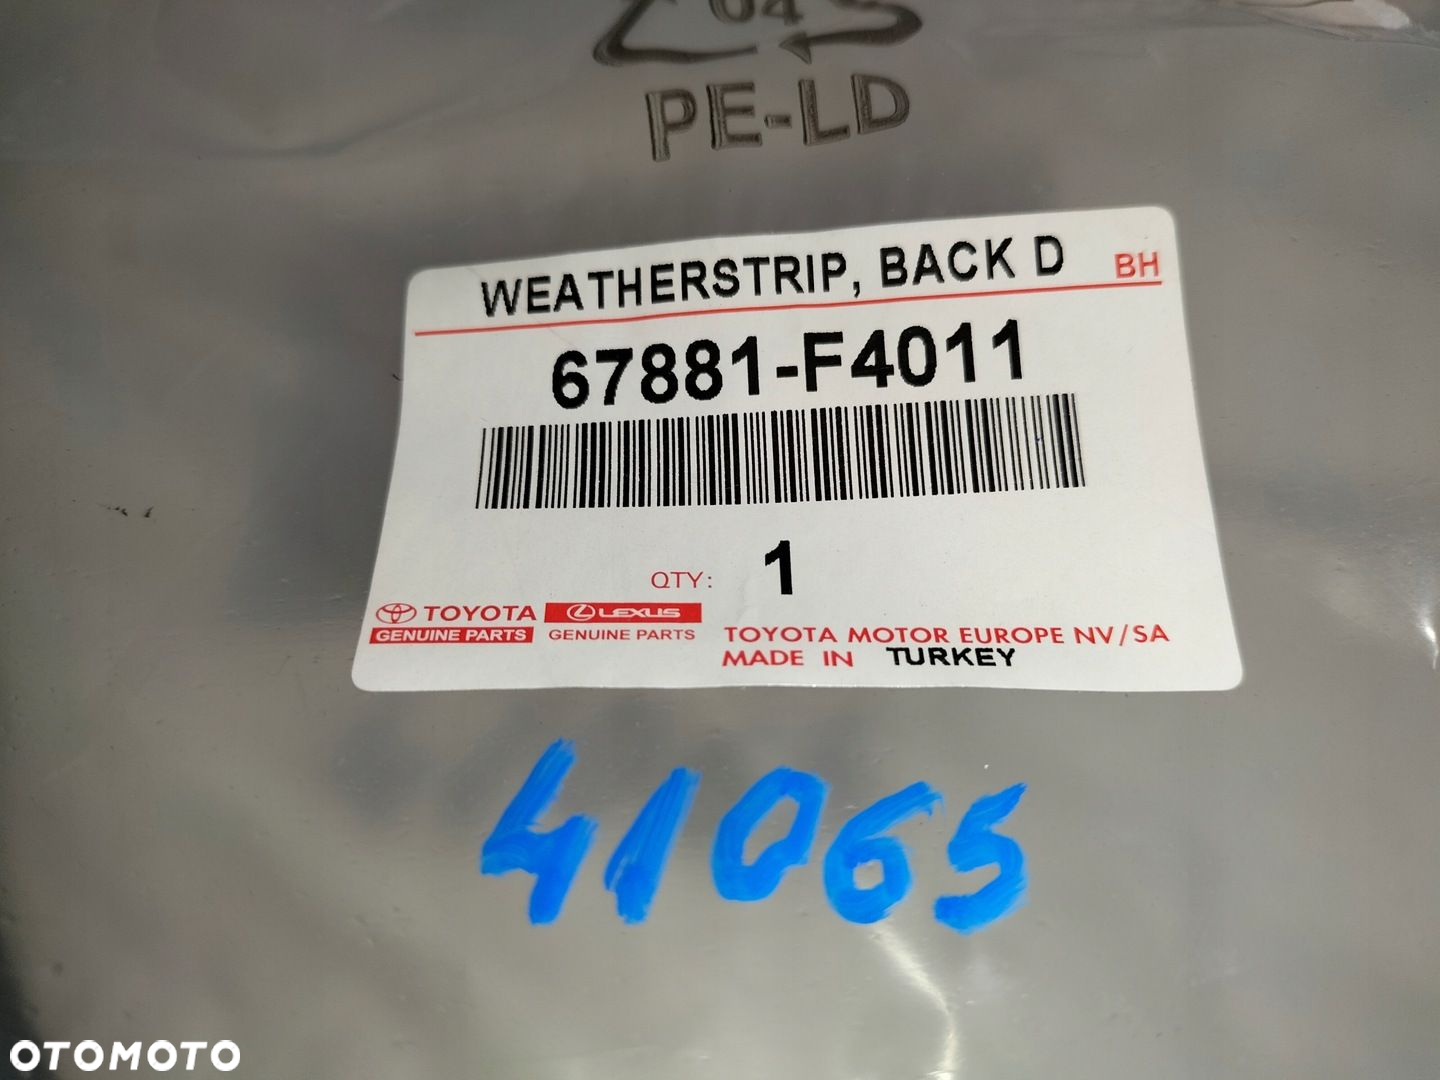 04
PE-LD
WEATHERSTRIP, BACK D BH
67881-F4011
QTY: 1
TOYOTA LEXUS
GENUINE PARTS GENUINE PARTS
TOYOTA MOTOR EUROPE NV/SA
MADE IN TURKEY
41065
OTOMOTO